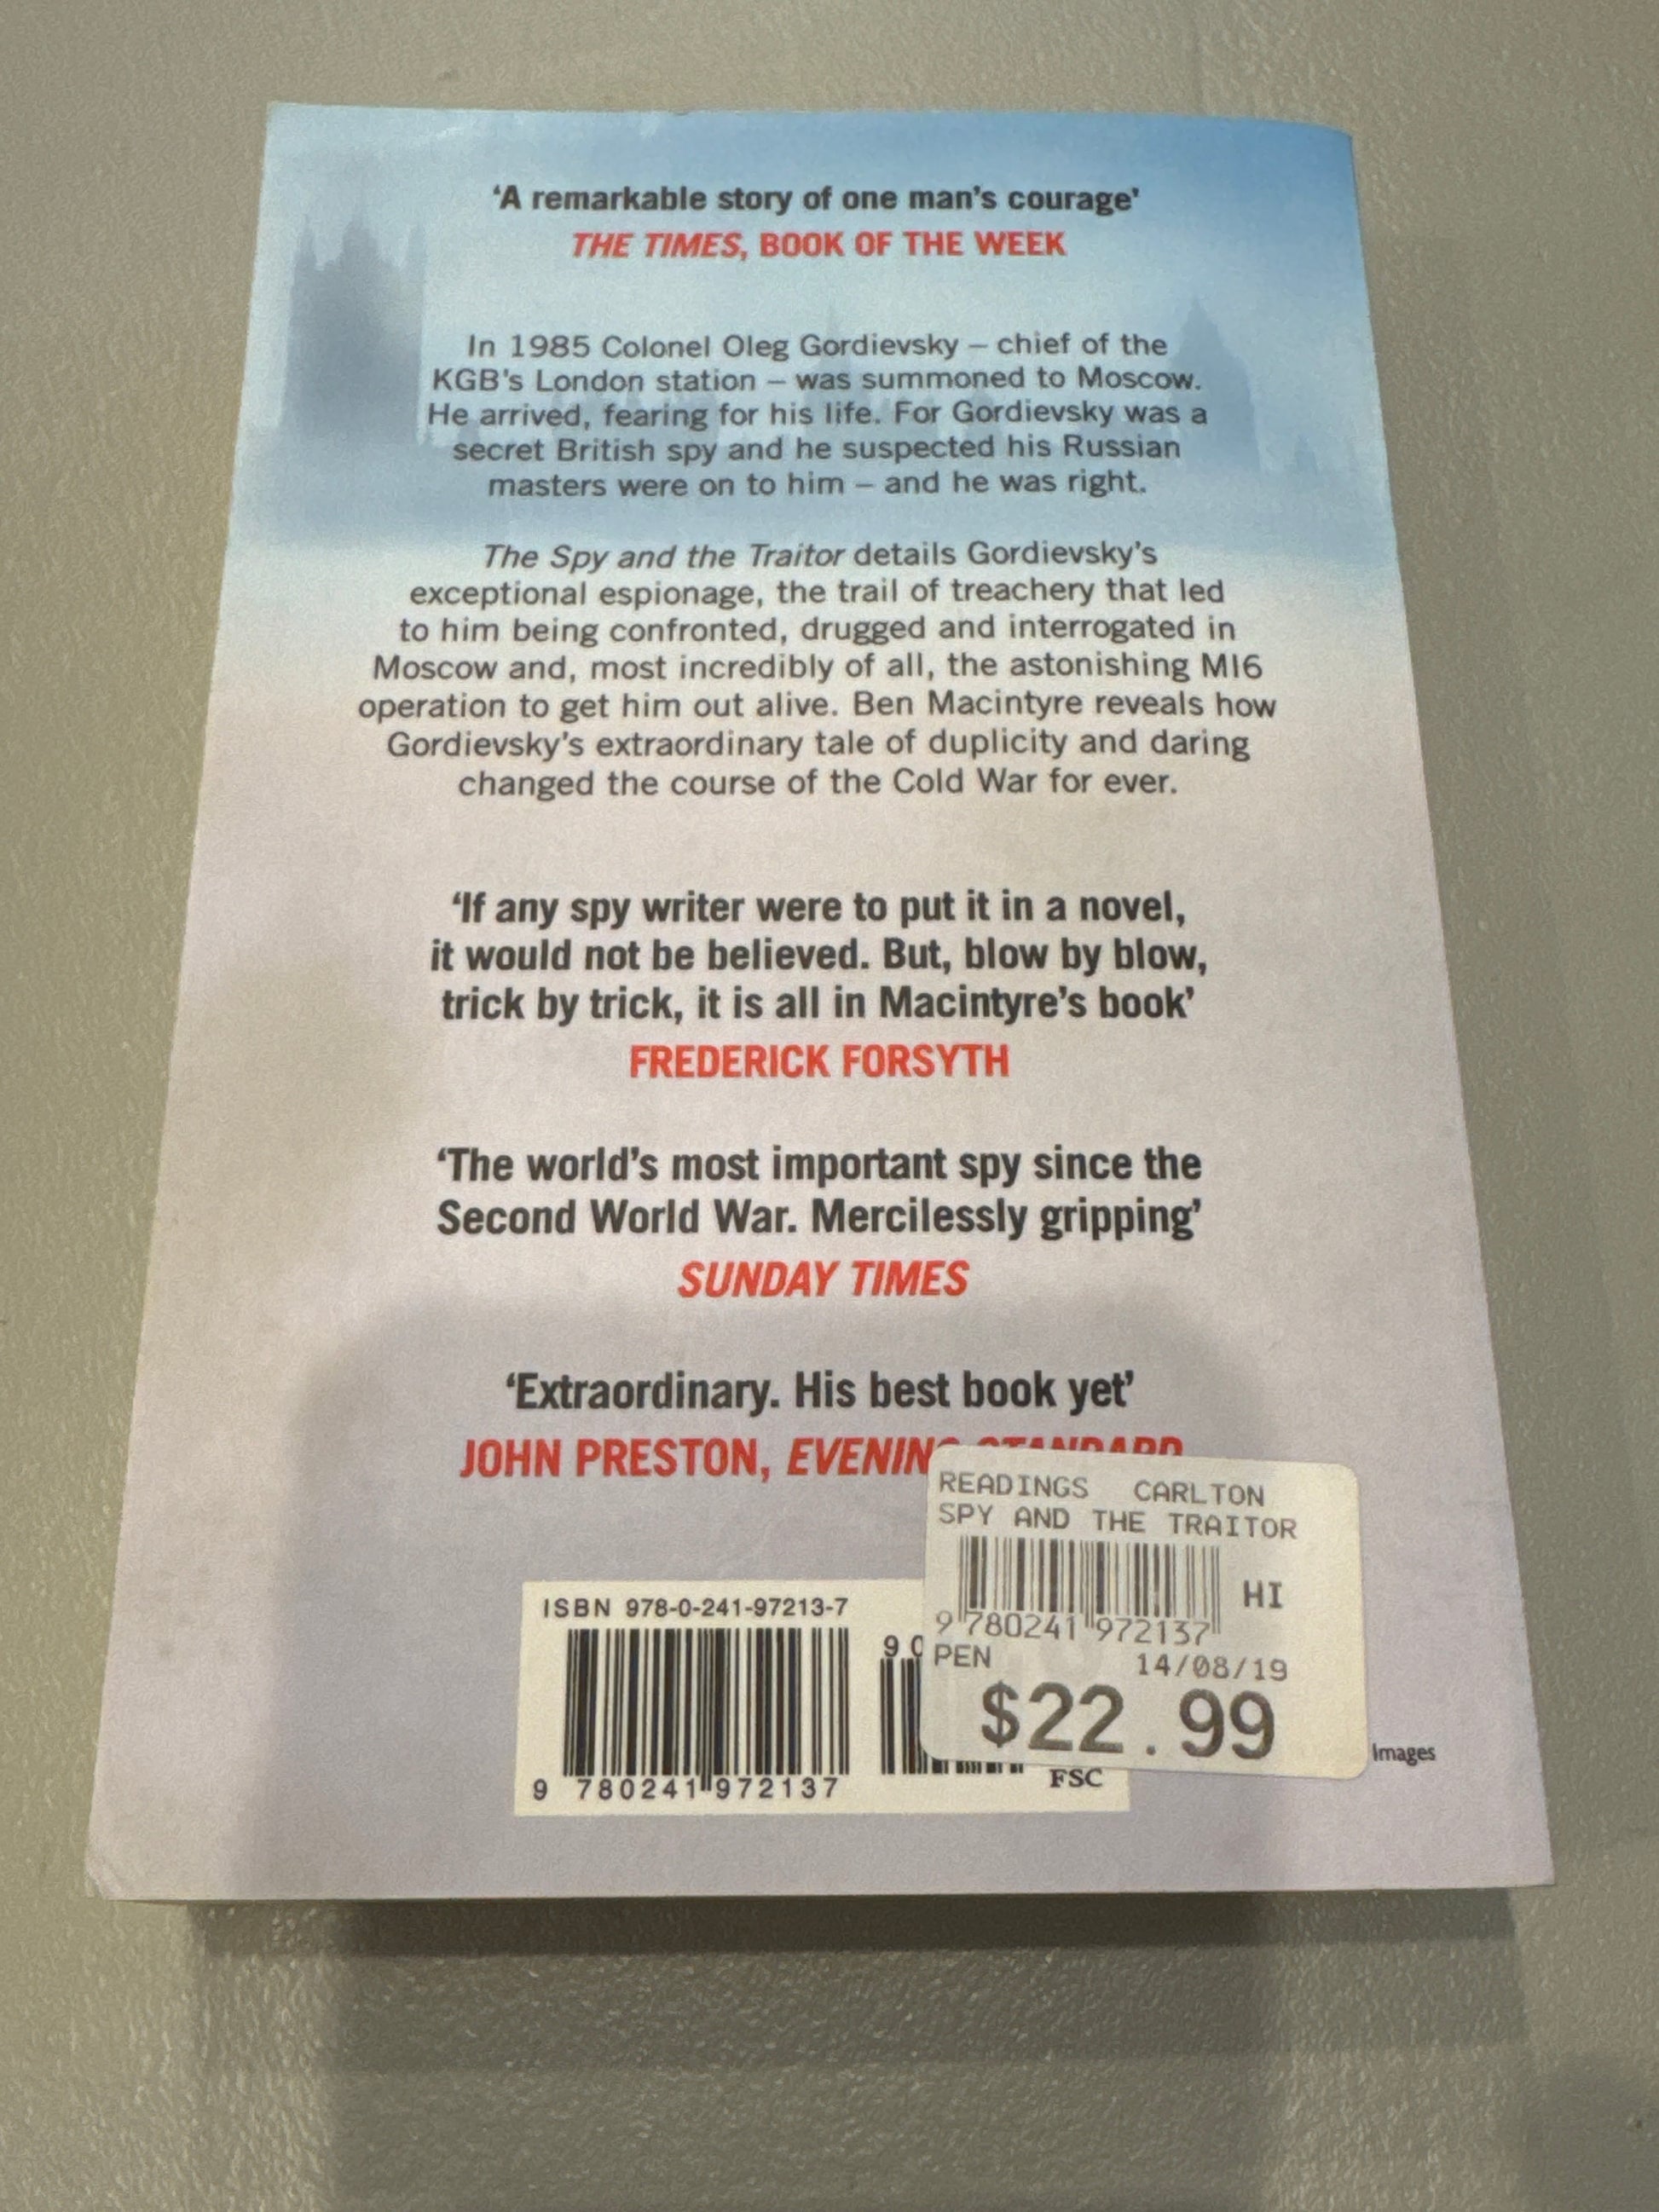 ‘A remarkable story of one man’s courage’
THE TIMES, BOOK OF THE WEEK
In 1985 Colonel Oleg Gordievsky – chief of the
KGB’s London station – was summoned to Moscow.
He arrived, fearing for his life. For Gordievsky was a
secret British spy and he suspected his Russian
masters were on to him – and he was right.
The Spy and the Traitor details Gordievsky’s
exceptional espionage, the trail of treachery that led
to him being confronted, drugged and interrogated in
Moscow and, most incredibly of all, the astonishing MI6
operation to get him out alive. Ben Macintyre reveals how
Gordievsky’s extraordinary tale of duplicity and daring
changed the course of the Cold War for ever.
‘If any spy writer were to put it in a novel,
it would not be believed. But, blow by blow,
trick by trick, it is all in Macintyre’s book’
FREDERICK FORSYTH
‘The world’s most important spy since the
Second World War. Mercilessly gripping’
SUNDAY TIMES
‘Extraordinary. His best book yet’
JOHN PRESTON, EVENING STANDARD
READINGS CARLTON
SPY AND THE TRAITOR
HI
9 780241 972137
PEN 14/08/19
$22.99
ISBN 978-0-241-97213-7
9 0
9 780241 972137
FSC
Images